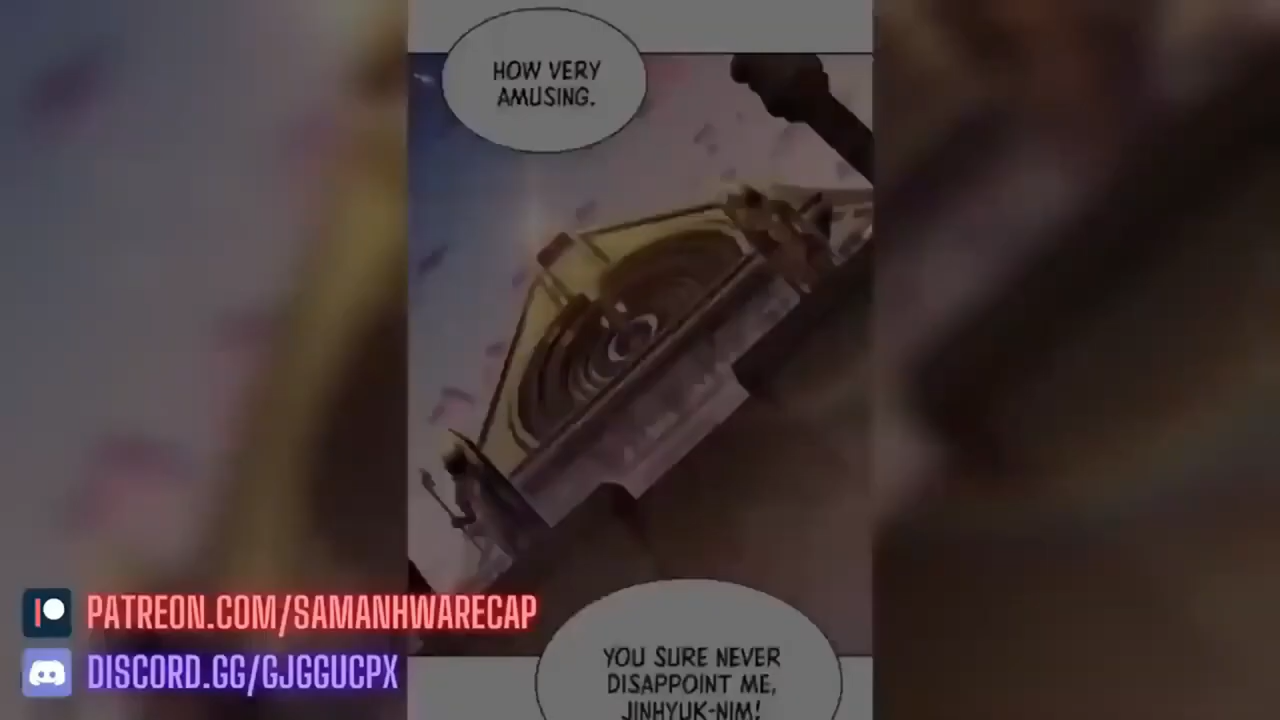 HOW VERY
AMUSING.
PATREON.COM/SAMANHWARECAP
DISCORD.GG/GJGGUCPX
YOU SURE NEVER
DISAPPOINT ME,
JINHYUK-NIM!